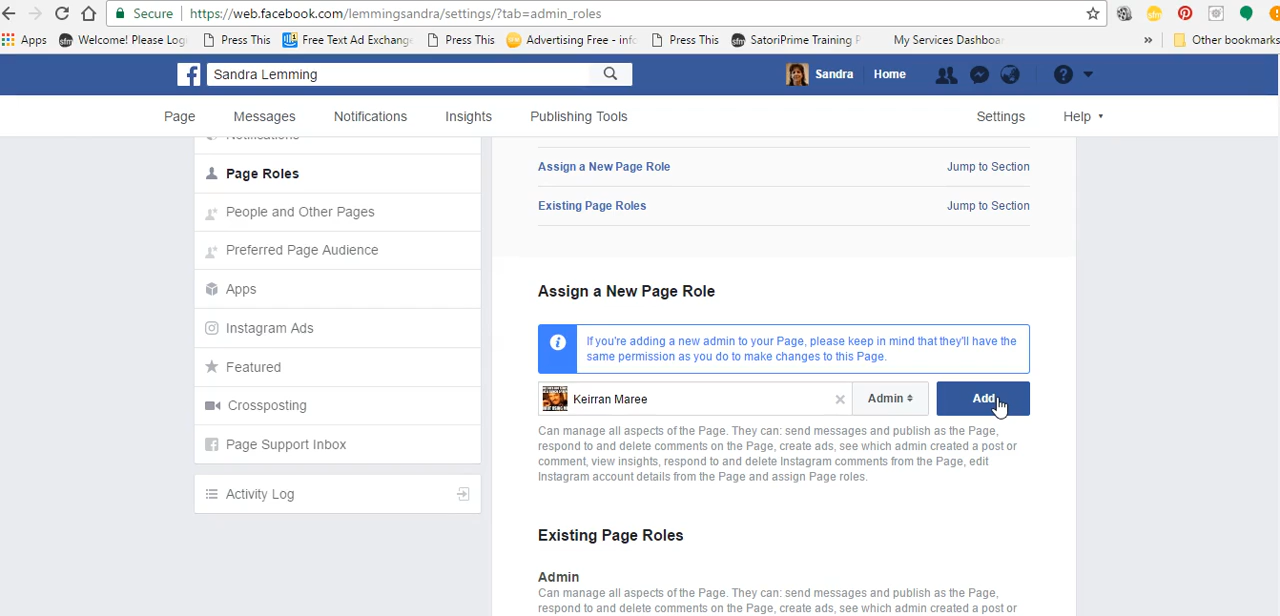 Secure https://web.facebook.com/lemmingsandra/settings/?tab=admin_roles
Apps Welcome! Please Log Press This Free Text Ad Exchang Press This Advertising Free - info Press This SatoriPrime Training P My Services Dashboar » Other bookmarks
Sandra Lemming Sandra Home
Page Messages Notifications Insights Publishing Tools Settings Help
Notifications
Page Roles
People and Other Pages
Preferred Page Audience
Apps
Instagram Ads
Featured
Crossposting
Page Support Inbox
Activity Log
Assign a New Page Role Jump to Section
Existing Page Roles Jump to Section
Assign a New Page Role
If you're adding a new admin to your Page, please keep in mind that they'll have the
same permission as you do to make changes to this Page.
Keirran Maree Admin Add
Can manage all aspects of the Page. They can: send messages and publish as the Page,
respond to and delete comments on the Page, create ads, see which admin created a post or
comment, view insights, respond to and delete Instagram comments from the Page, edit
Instagram account details from the Page and assign Page roles.
Existing Page Roles
Admin
Can manage all aspects of the Page. They can: send messages and publish as the Page,
respond to and delete comments on the Page, create ads, see which admin created a post or